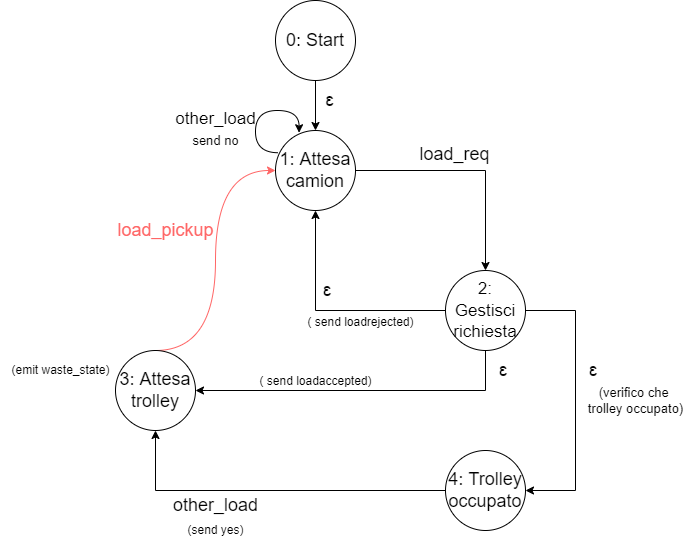 0: Start
ε
other_load
send no
1: Attesa
camion
load_req
load_pickup
ε
( send loadrejected)
2:
Gestisci
richiesta
(emit waste_state)
3: Attesa
trolley
( send loadaccepted)
ε
ε
(verifico che
trolley occupato)
4: Trolley
occupato
other_load
(send yes)